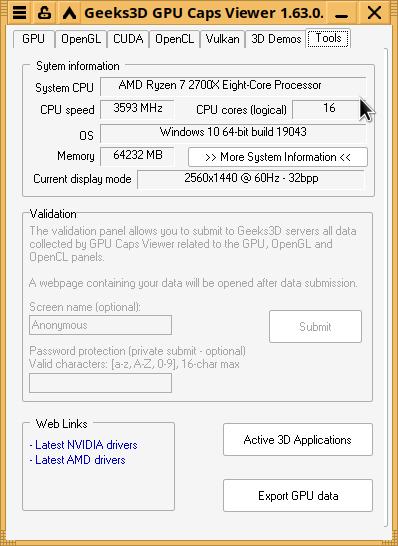 Geeks3D GPU Caps Viewer 1.63.0.
GPU OpenGL CUDA OpenCL Vulkan 3D Demos Tools
Sytem information
System CPU AMD Ryzen 7 2700X Eight-Core Processor
CPU speed 3593 MHz CPU cores (logical) 16
OS Windows 10 64-bit build 19043
Memory 64232 MB >> More System Information <<
Current display mode 2560x1440 @ 60Hz - 32bpp
Validation
The validation panel allows you to submit to Geeks3D servers all data
collected by GPU Caps Viewer related to the GPU, OpenGL and
OpenCL panels.
A webpage containing your data will be opened after data submission.
Screen name (optional):
Anonymous
Submit
Password protection (private submit - optional)
Valid characters: [a-z, A-Z, 0-9], 16-char max
Web Links
- Latest NVIDIA drivers
- Latest AMD drivers
Active 3D Applications
Export GPU data